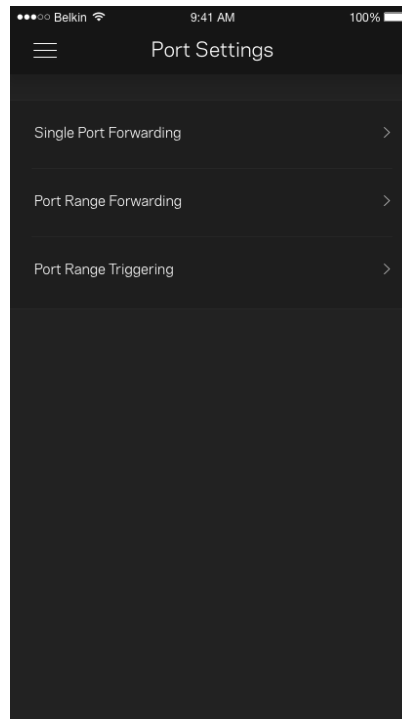 Belkin 9:41 AM 100%
Port Settings
Single Port Forwarding
Port Range Forwarding
Port Range Triggering